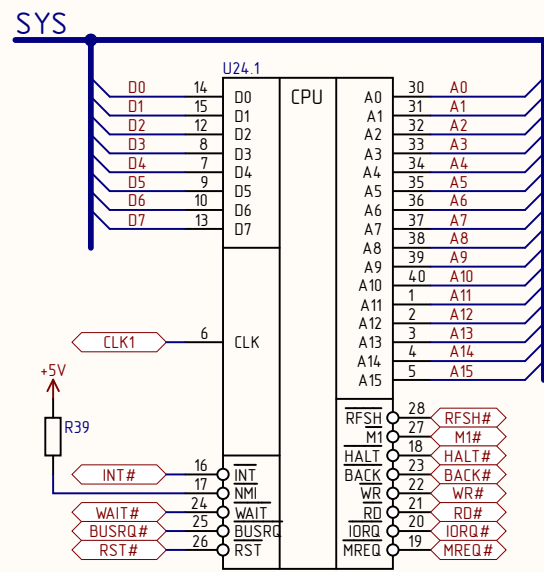 SYS
U24.1
D0 14 D0 CPU A0 30 A0
D1 15 D1 A1 31 A1
D2 12 D2 A2 32 A2
D3 8 D3 A3 33 A3
D4 7 D4 A4 34 A4
D5 9 D5 A5 35 A5
D6 10 D6 A6 36 A6
D7 13 D7 A7 37 A7
A8 38 A8
A9 39 A9
A10 40 A10
A11 1 A11
A12 2 A12
CLK1 6 CLK A13 3 A13
A14 4 A14
+5V A15 5 A15
RFSH 28 RFSH#
R39 M1 27 M1#
HALT 18 HALT#
INT# 16 INT BACK 23 BACK#
17 NMI WR 22 WR#
WAIT# 24 WAIT RD 21 RD#
BUSRQ# 25 BUSRQ IORQ 20 IORQ#
RST# 26 RST MREQ 19 MREQ#